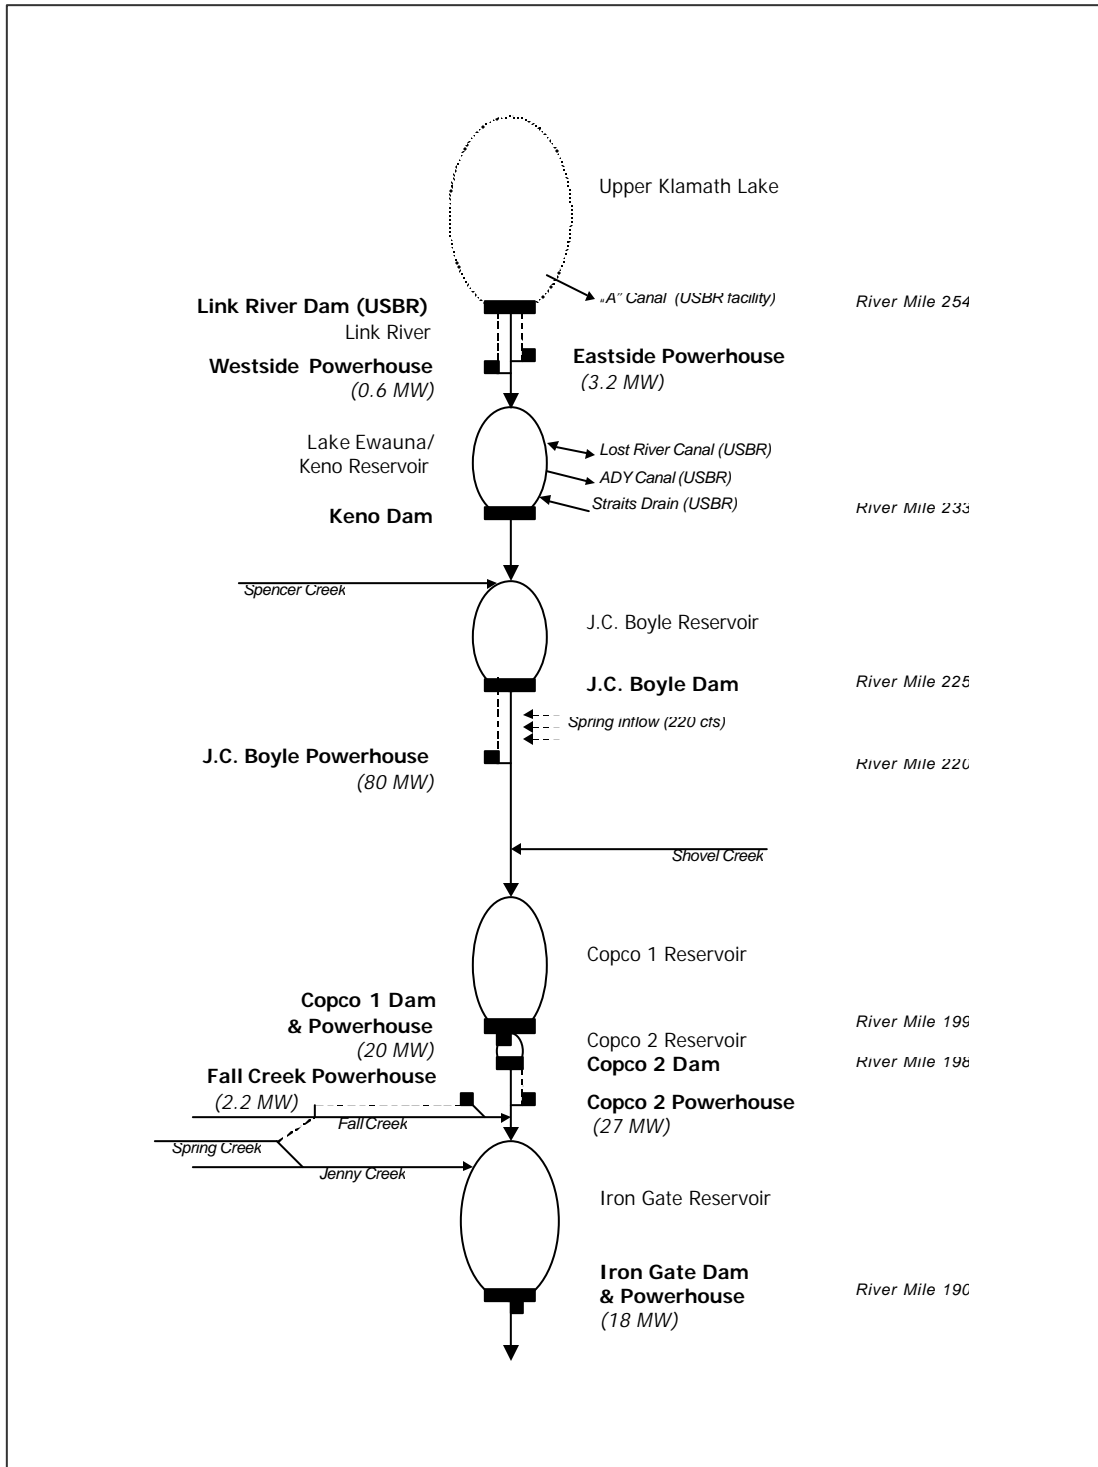 Upper Klamath Lake
"A" Canal (USBR facility)
River Mile 254
Link River Dam (USBR)
Link River
Westside Powerhouse
(0.6 MW)
Eastside Powerhouse
(3.2 MW)
Lake Ewauna/
Keno Reservoir
Lost River Canal (USBR)
ADY Canal (USBR)
Straits Drain (USBR)
River Mile 233
Keno Dam
Spencer Creek
J.C. Boyle Reservoir
J.C. Boyle Dam
River Mile 225
Spring inflow (220 cfs)
J.C. Boyle Powerhouse
(80 MW)
River Mile 220
Shovel Creek
Copco 1 Reservoir
Copco 1 Dam
& Powerhouse
(20 MW)
River Mile 199
Copco 2 Reservoir
Copco 2 Dam
River Mile 198
Fall Creek Powerhouse
(2.2 MW)
Copco 2 Powerhouse
(27 MW)
Fall Creek
Spring Creek
Jenny Creek
Iron Gate Reservoir
Iron Gate Dam
& Powerhouse
(18 MW)
River Mile 190